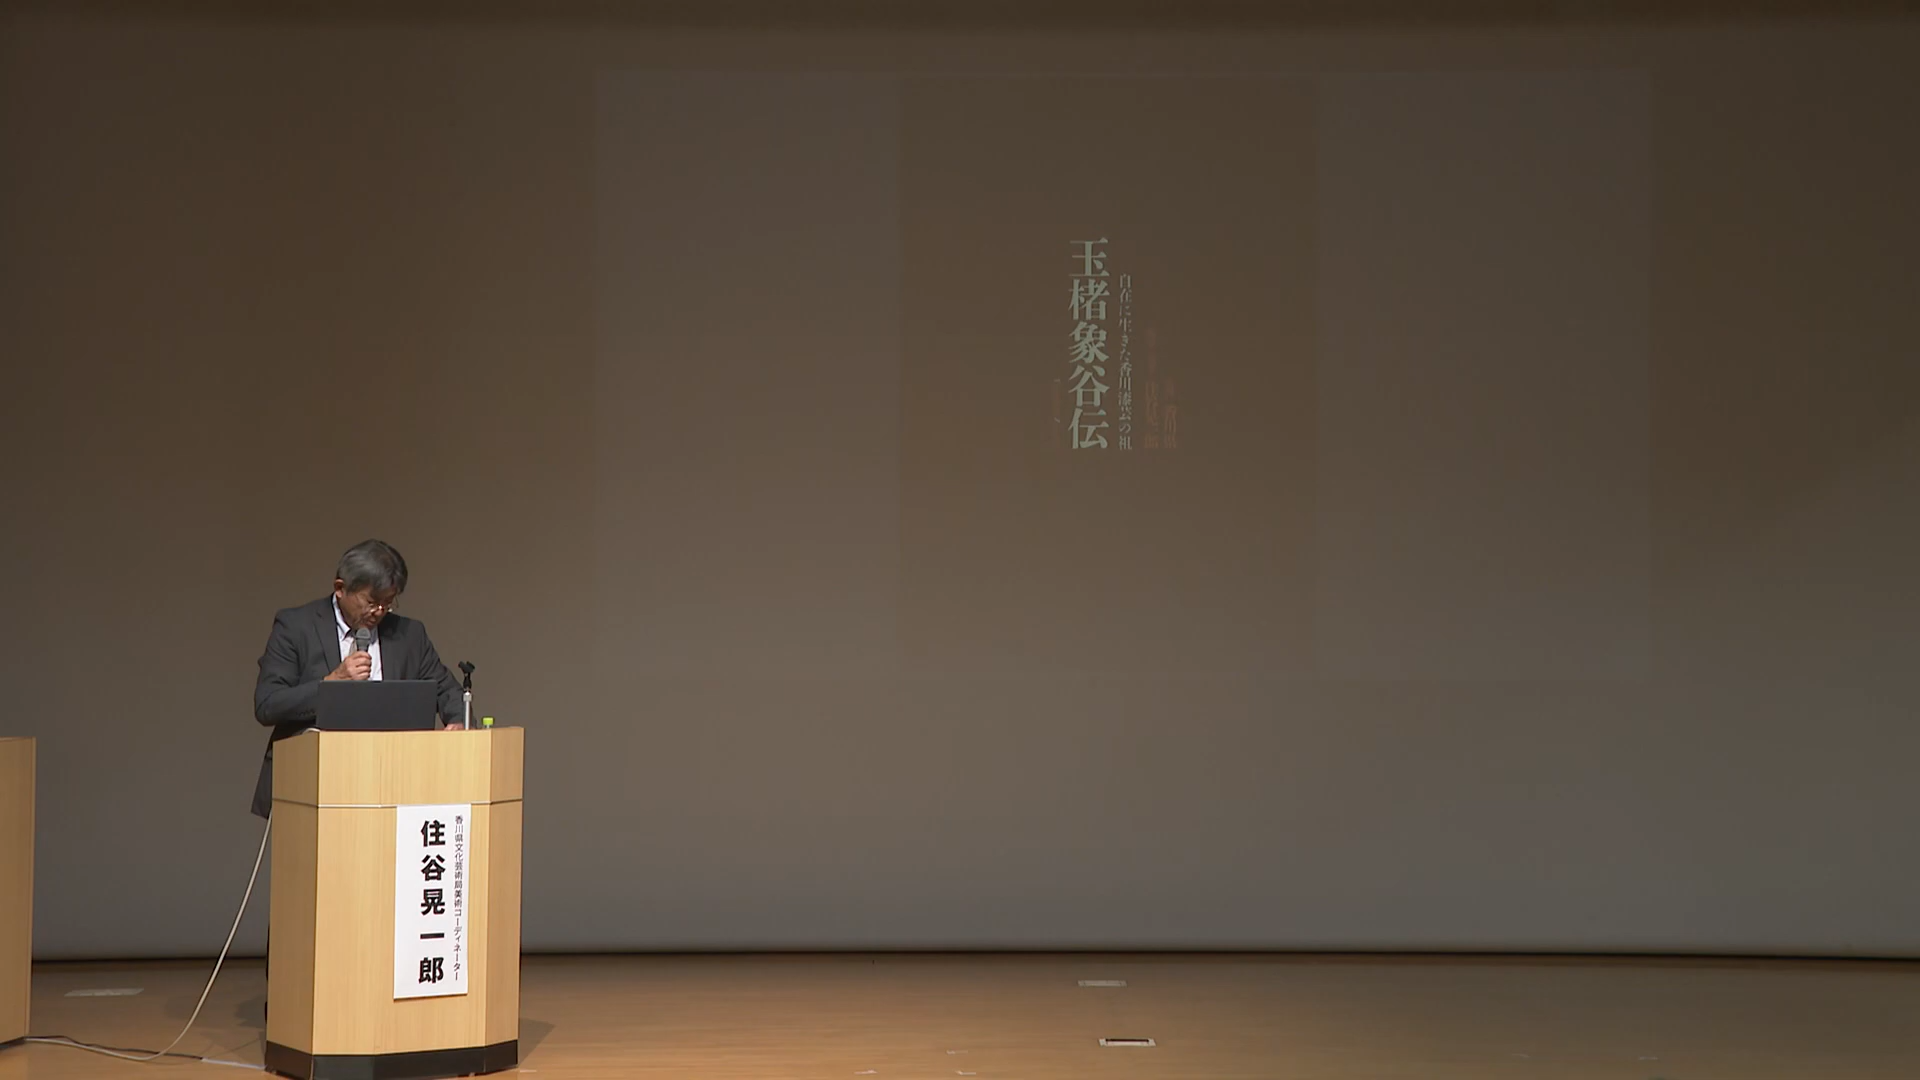 自在に生きた香川漆芸の祖
玉楮象谷伝
香川県文化芸術局美術コーディネーター
住谷晃一郎